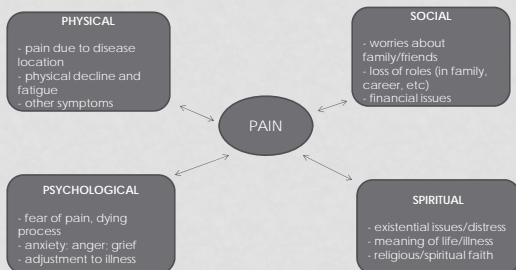 PHYSICAL
- pain due to disease
location
- physical decline and
fatigue
- other symptoms
SOCIAL
- worries about
family/friends
- loss of roles (in family,
career, etc)
- financial issues
PAIN
PSYCHOLOGICAL
- fear of pain, dying
process
- anxiety; anger; grief
- adjustment to illness
SPIRITUAL
- existential issues/distress
- meaning of life/illness
- religious/spiritual faith